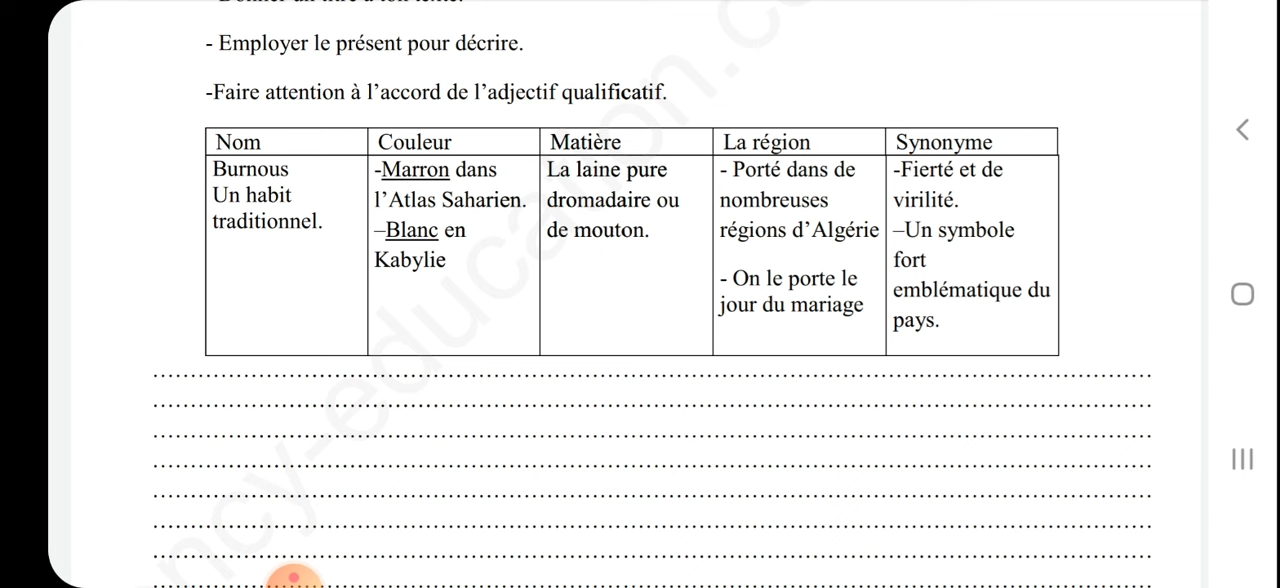 - Employer le présent pour décrire.
-Faire attention à l’accord de l’adjectif qualificatif.
Nom
Couleur
Matière
La région
Synonyme
Burnous
Un habit
traditionnel.
-Marron dans
l’Atlas Saharien.
–Blanc en
Kabylie
La laine pure
dromadaire ou
de mouton.
- Porté dans de
nombreuses
régions d’Algérie
- On le porte le
jour du mariage
-Fierté et de
virilité.
–Un symbole
fort
emblématique du
pays.
ency-education.co